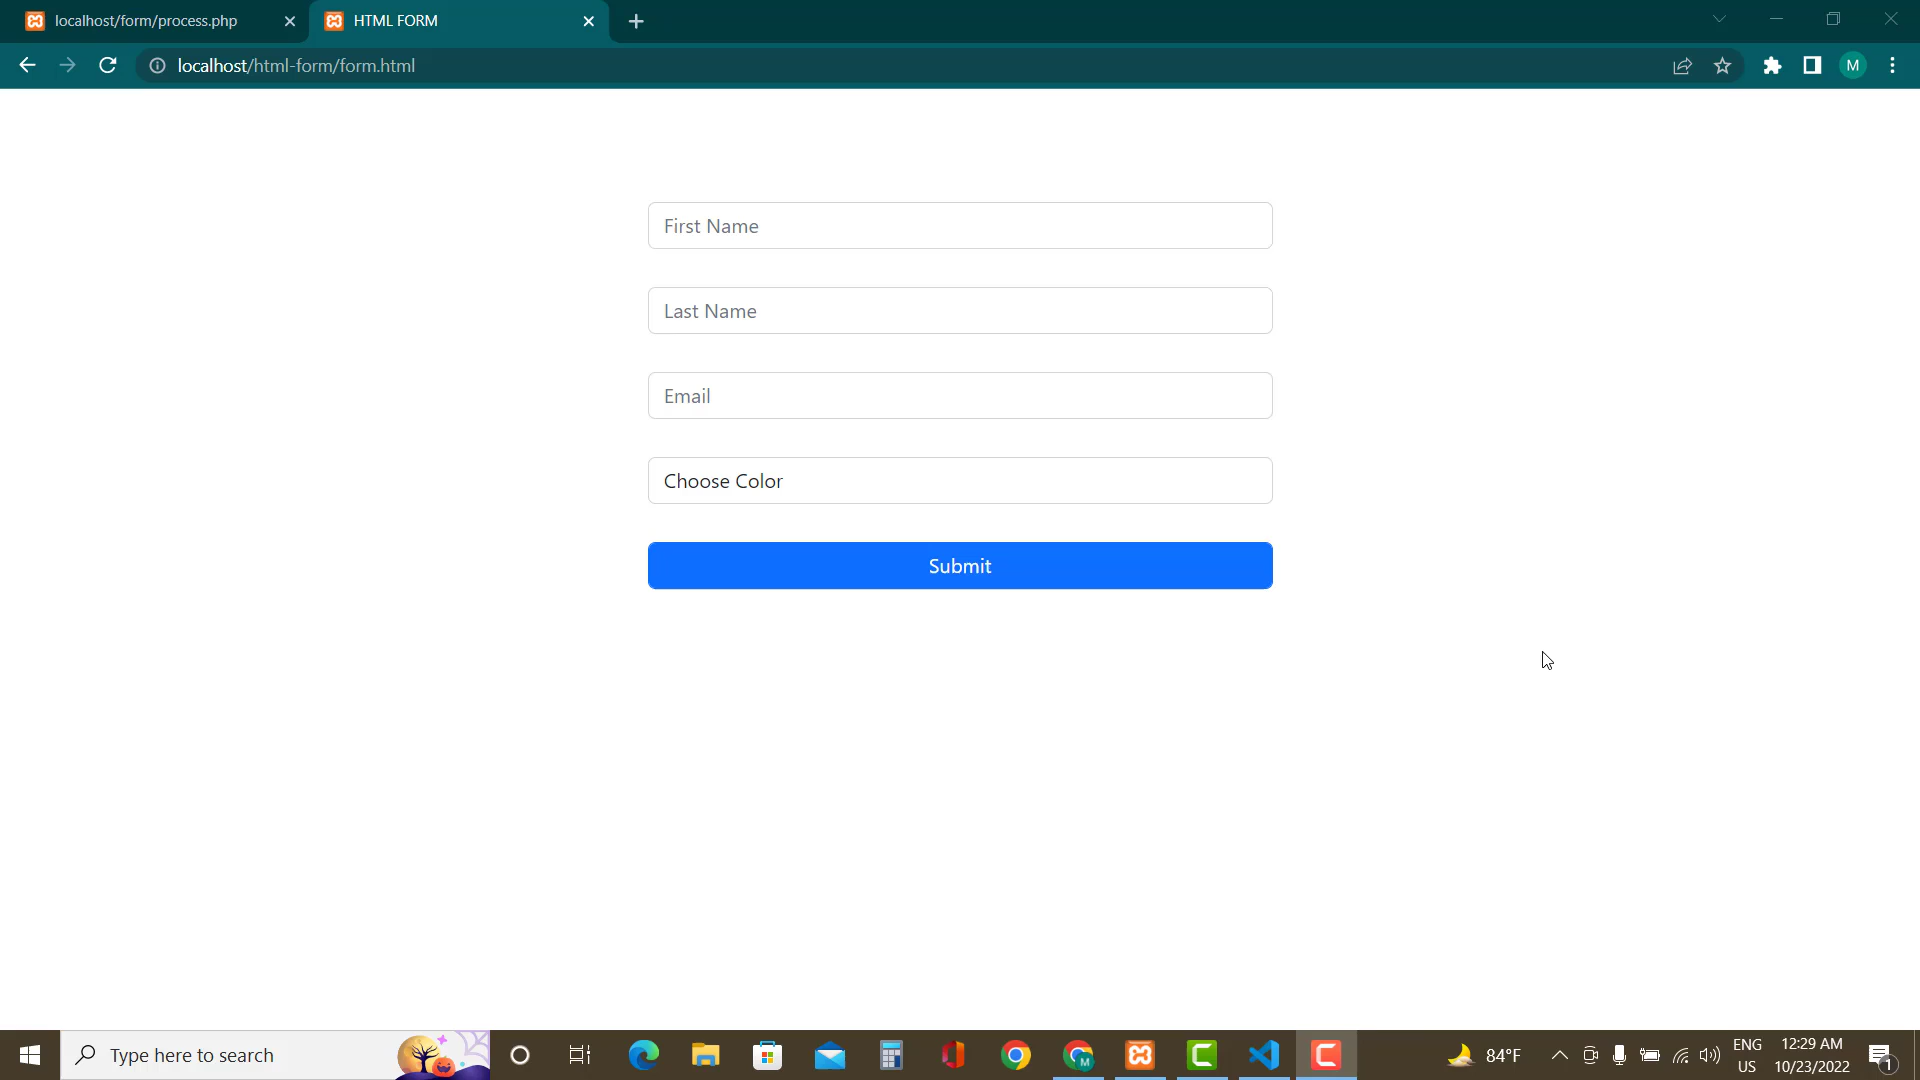 localhost/form/process.php
HTML FORM
localhost/html-form/form.html
M
First Name
Last Name
Email
Choose Color
Submit
Type here to search
M
84°F
ENG
US
12:29 AM
10/23/2022
1